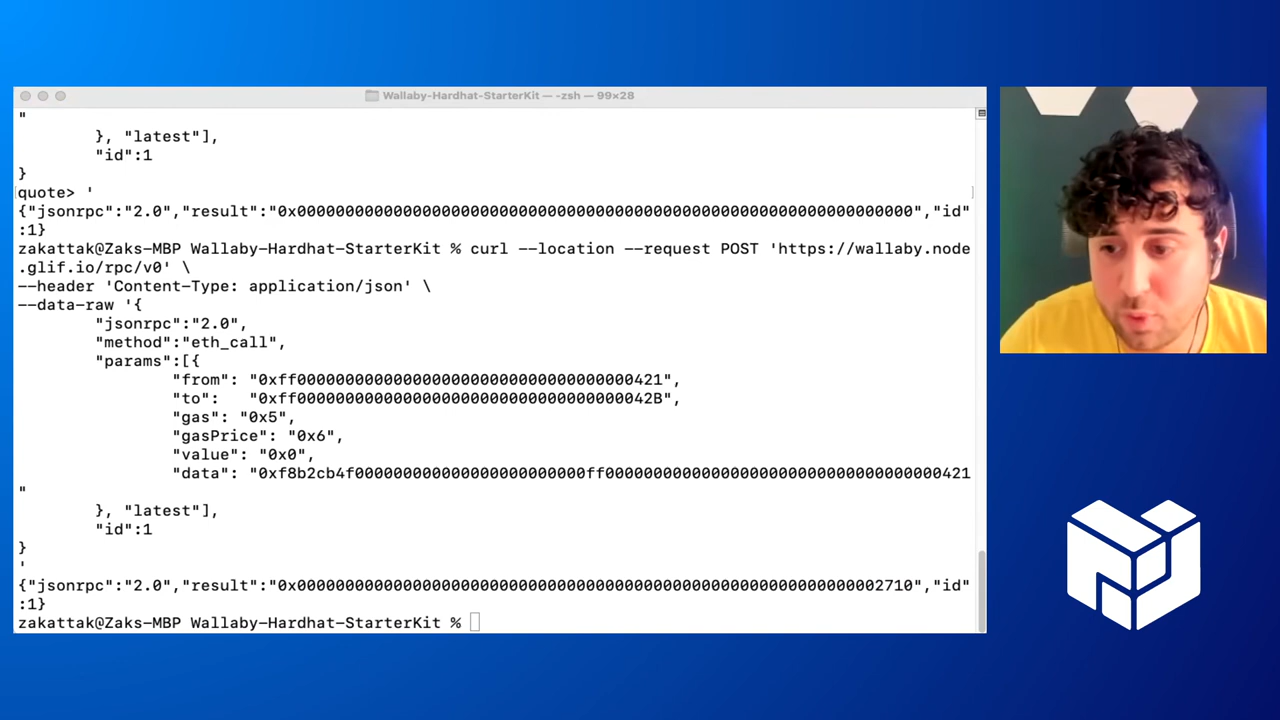 Wallaby-Hardhat-StarterKit — -zsh — 99×28
"
}, "latest"],
"id":1
}
quote> '
{"jsonrpc":"2.0","result":"0x0000000000000000000000000000000000000000000000000000000000000000","id"
:1}
zakattak@Zaks-MBP Wallaby-Hardhat-StarterKit % curl --location --request POST 'https://wallaby.node
.glif.io/rpc/v0' \
--header 'Content-Type: application/json' \
--data-raw '{
"jsonrpc":"2.0",
"method":"eth_call",
"params":[{
"from": "0xff00000000000000000000000000000000000421",
"to":   "0xff0000000000000000000000000000000000042B",
"gas": "0x5",
"gasPrice": "0x6",
"value": "0x0",
"data": "0xf8b2cb4f000000000000000000000000ff00000000000000000000000000000000000421
"
}, "latest"],
"id":1
}
'
{"jsonrpc":"2.0","result":"0x0000000000000000000000000000000000000000000000000000000000002710","id"
:1}
zakattak@Zaks-MBP Wallaby-Hardhat-StarterKit %